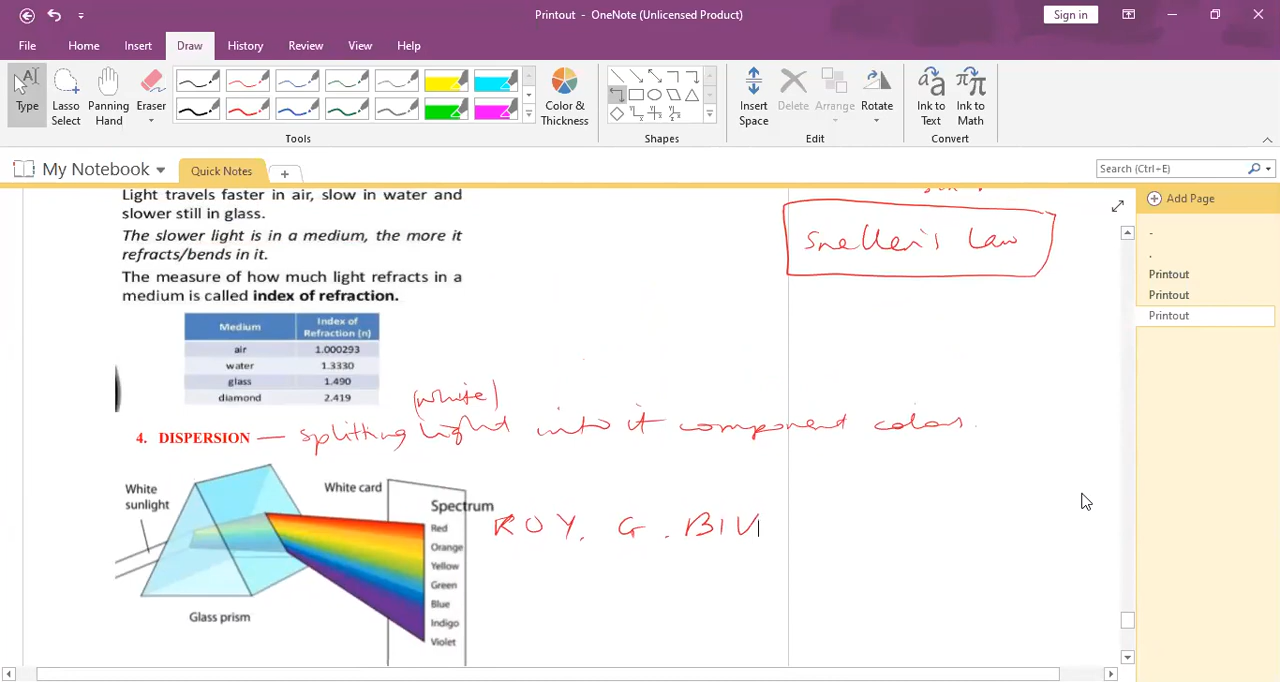 Printout - OneNote (Unlicensed Product)
Sign in
File Home Insert Draw History Review View Help
Type
Lasso Select
Panning Hand
Eraser
Color & Thickness
Insert Space
Delete
Arrange
Rotate
Ink to Text
Ink to Math
Tools
Shapes
Edit
Convert
My Notebook
Quick Notes
Search (Ctrl+E)
Add Page
-
.
Printout
Printout
Printout
Light travels faster in air, slow in water and
slower still in glass.
The slower light is in a medium, the more it
refracts/bends in it.
The measure of how much light refracts in a
medium is called index of refraction.
Medium Index of Refraction (n)
air 1.000293
water 1.3330
glass 1.490
diamond 2.419
Sneller's Law
(white)
4. DISPERSION — splitting light into it component colors.
White sunlight
White card
Spectrum
Red
Orange
Yellow
Green
Blue
Indigo
Violet
Glass prism
ROY. G. BIV